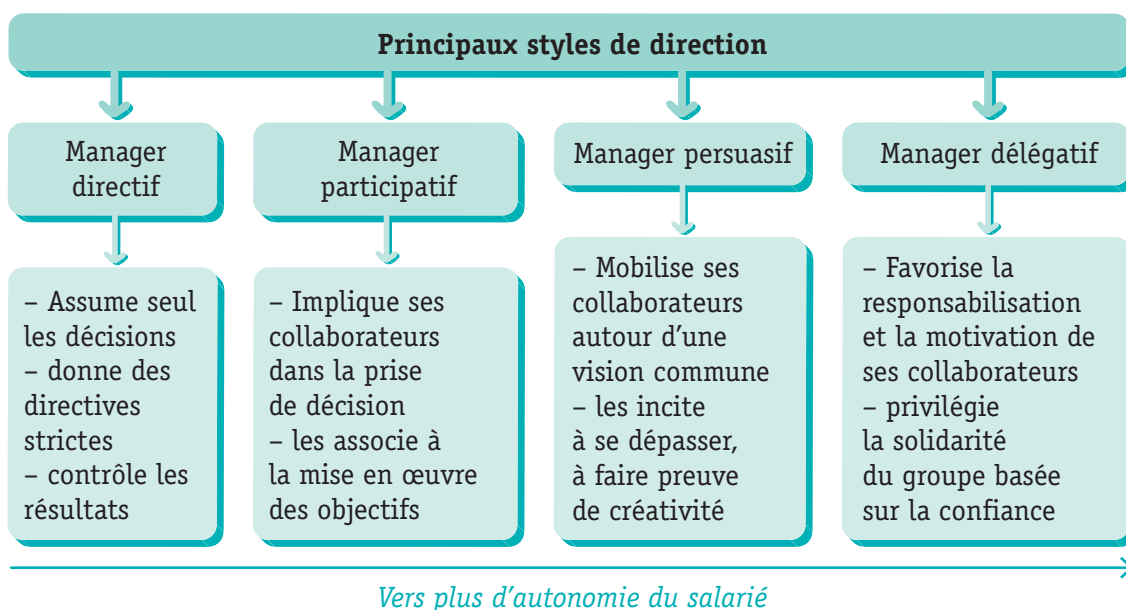 Principaux styles de direction
Manager
directif
Manager
participatif
Manager persuasif
Manager délégatif
– Assume seul
les décisions
– donne des
directives
strictes
– contrôle les
résultats
– Implique ses
collaborateurs
dans la prise
de décision
– les associe à
la mise en œuvre
des objectifs
– Mobilise ses
collaborateurs
autour d’une
vision commune
– les incite
à se dépasser,
à faire preuve
de créativité
– Favorise la
responsabilisation
et la motivation de
ses collaborateurs
– privilégie
la solidarité
du groupe basée
sur la confiance
Vers plus d’autonomie du salarié